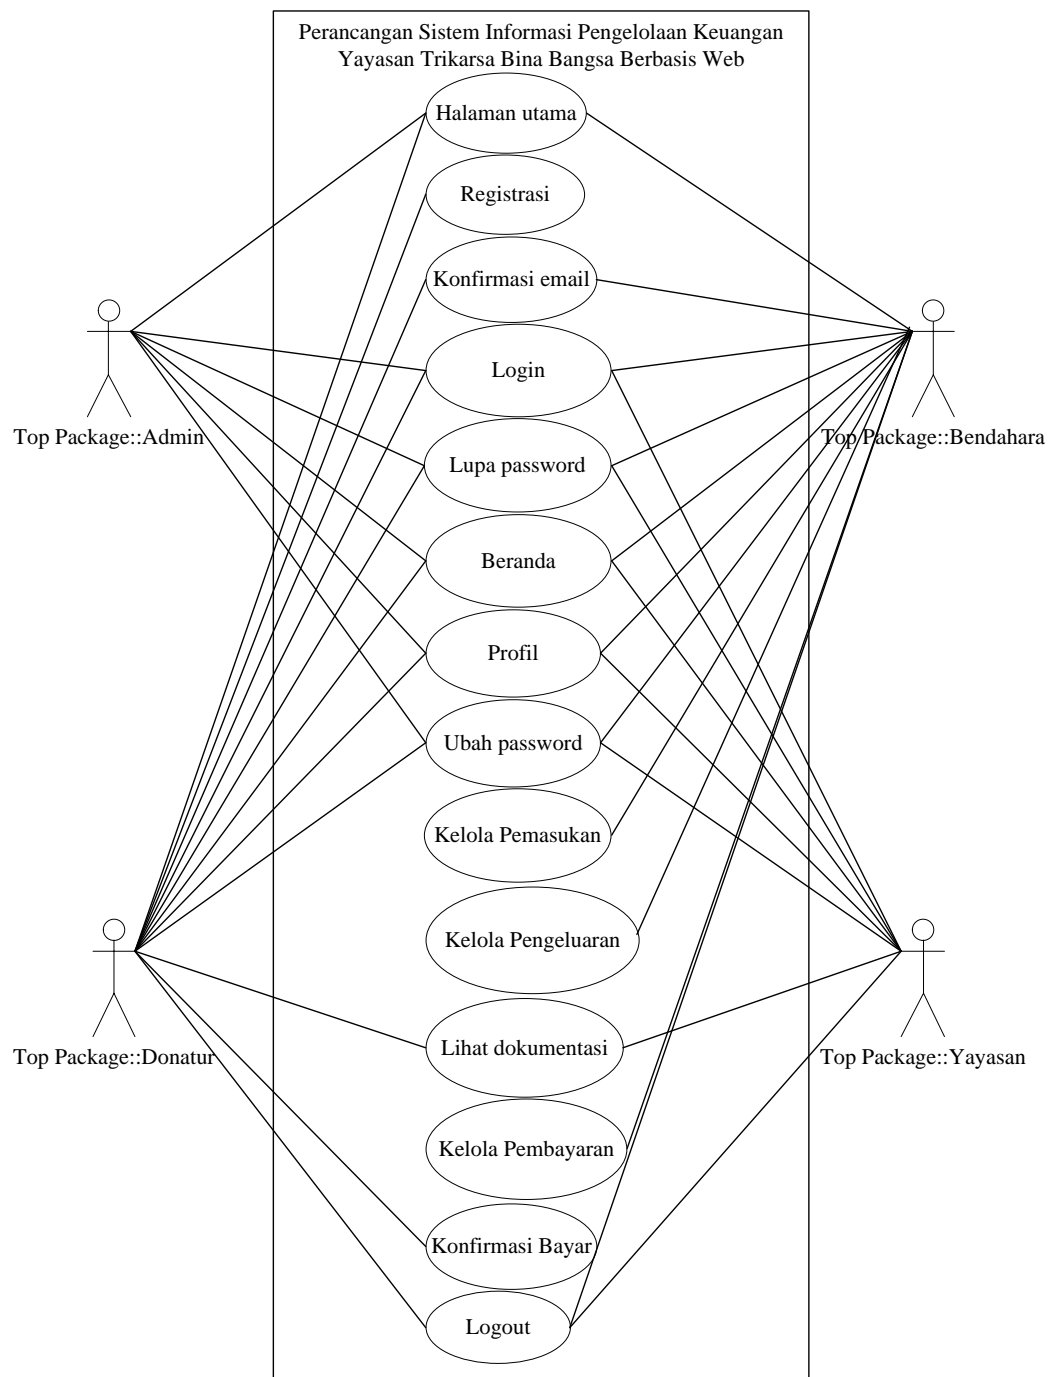 Perancangan Sistem Informasi Pengelolaan Keuangan
Yayasan Trikarsa Bina Bangsa Berbasis Web
Halaman utama
Registrasi
Konfirmasi email
Login
Top Package::Admin
Top Package::Bendahara
Lupa password
Beranda
Profil
Ubah password
Kelola Pemasukan
Kelola Pengeluaran
Lihat dokumentasi
Top Package::Donatur
Top Package::Yayasan
Kelola Pembayaran
Konfirmasi Bayar
Logout